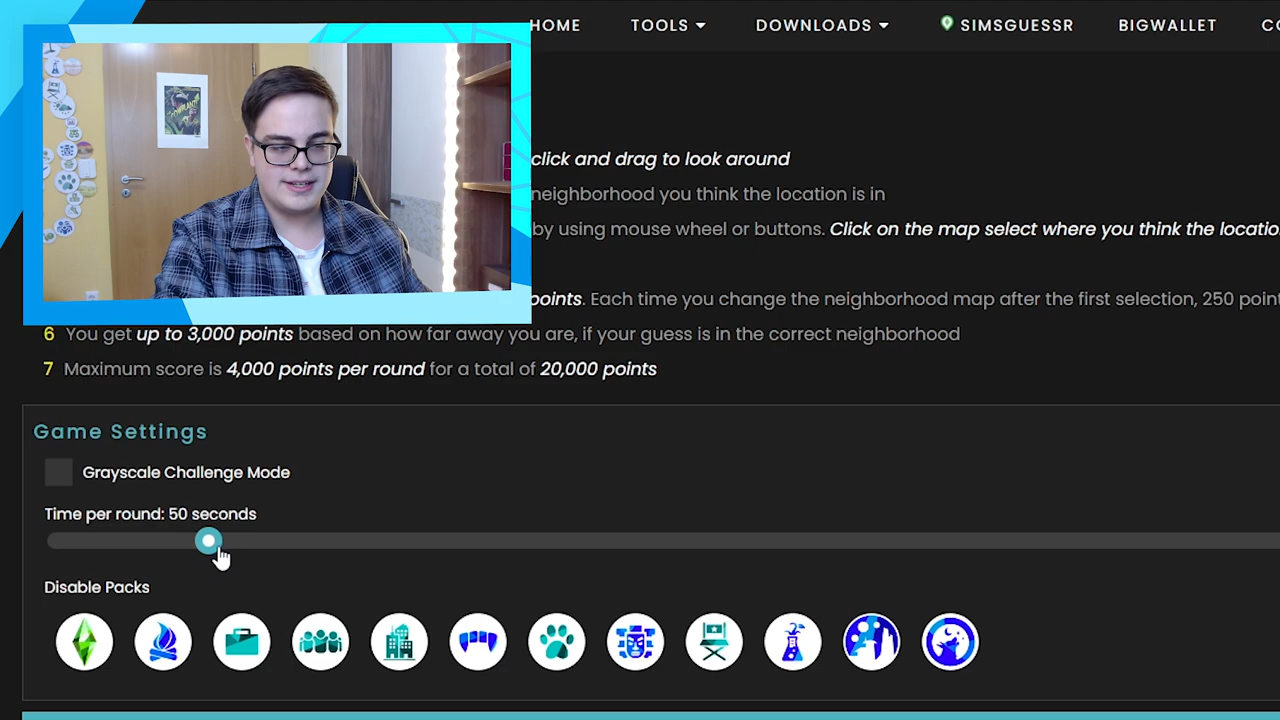 HOME TOOLS DOWNLOADS SIMSGUESSR BIGWALLET
click and drag to look around
neighborhood you think the location is in
by using mouse wheel or buttons. Click on the map select where you think the locatio
points. Each time you change the neighborhood map after the first selection, 250 point
6 You get up to 3,000 points based on how far away you are, if your guess is in the correct neighborhood
7 Maximum score is 4,000 points per round for a total of 20,000 points
Game Settings
Grayscale Challenge Mode
Time per round: 50 seconds
Disable Packs